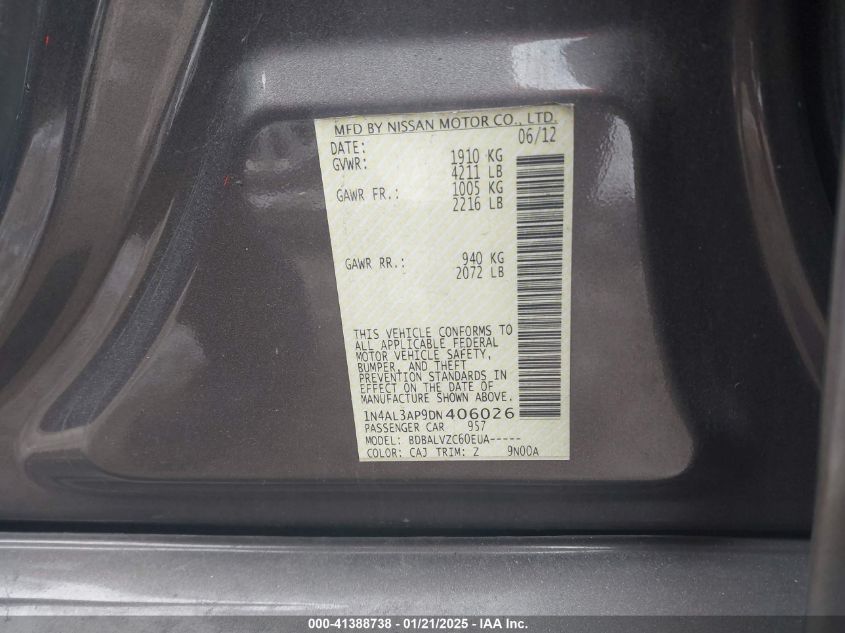 MFD BY NISSAN MOTOR CO., LTD.
DATE: 06/12
GVWR: 1910 KG
4211 LB
GAWR FR.: 1005 KG
2216 LB
GAWR RR.: 940 KG
2072 LB
THIS VEHICLE CONFORMS TO
ALL APPLICABLE FEDERAL
MOTOR VEHICLE SAFETY,
BUMPER, AND THEFT
PREVENTION STANDARDS IN
EFFECT ON THE DATE OF
MANUFACTURE SHOWN ABOVE.
1N4AL3AP9DN406026
PASSENGER CAR 957
MODEL: BDBALVZC60EUA-----
COLOR: CAJ TRIM: Z 9N00A
000-41388738 - 01/21/2025 - IAA Inc.